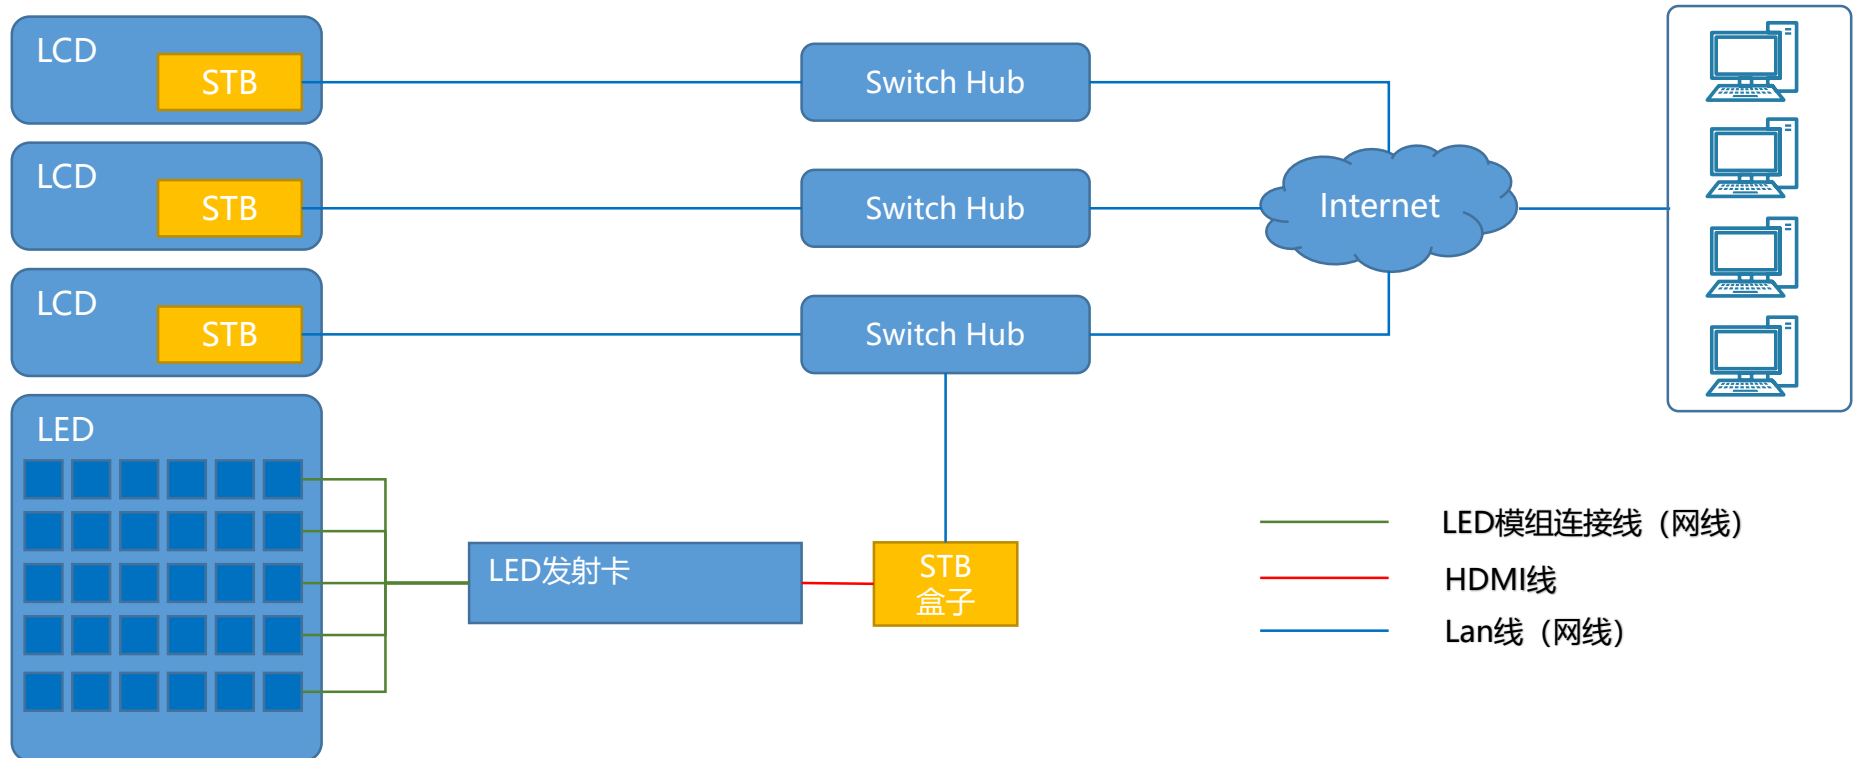 LCD
STB
Switch Hub
LCD
STB
Switch Hub
Internet
LCD
STB
Switch Hub
LED
LED发射卡
STB
盒子
LED模组连接线（网线）
HDMI线
Lan线（网线）